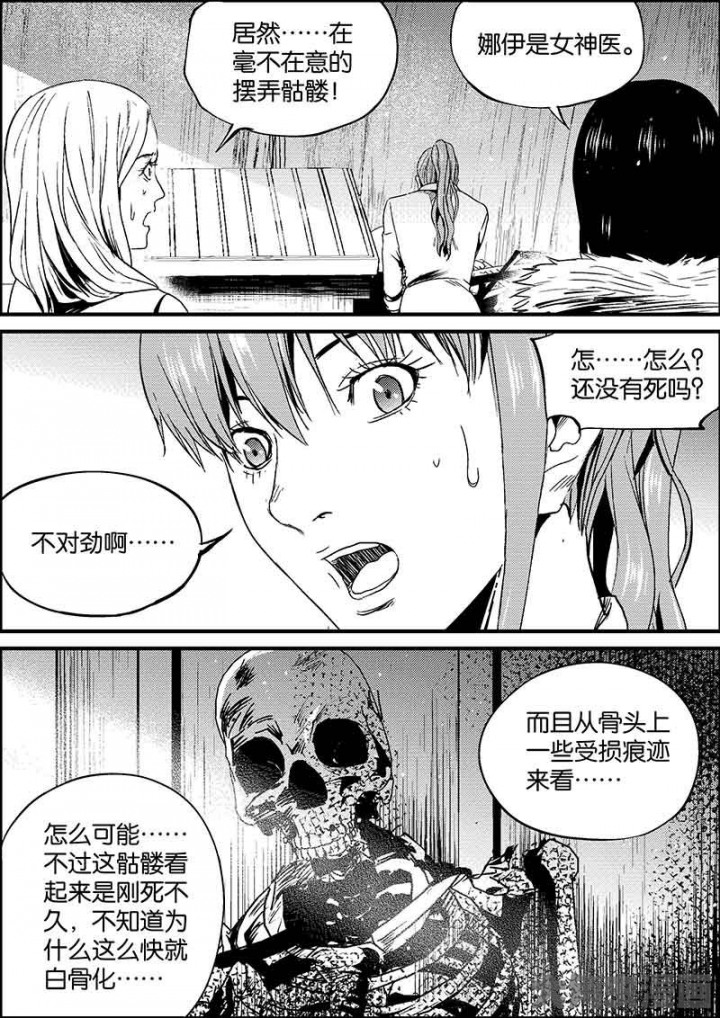 居然……在
毫不在意的
摆弄骷髅！
娜伊是女神医。
不对劲啊……
怎……怎么？
还没有死吗？
怎么可能……
不过这骷髅看
起来是刚死不
久，不知道为
什么这么快就
白骨化……
而且从骨头上
一些受损痕迹
来看……